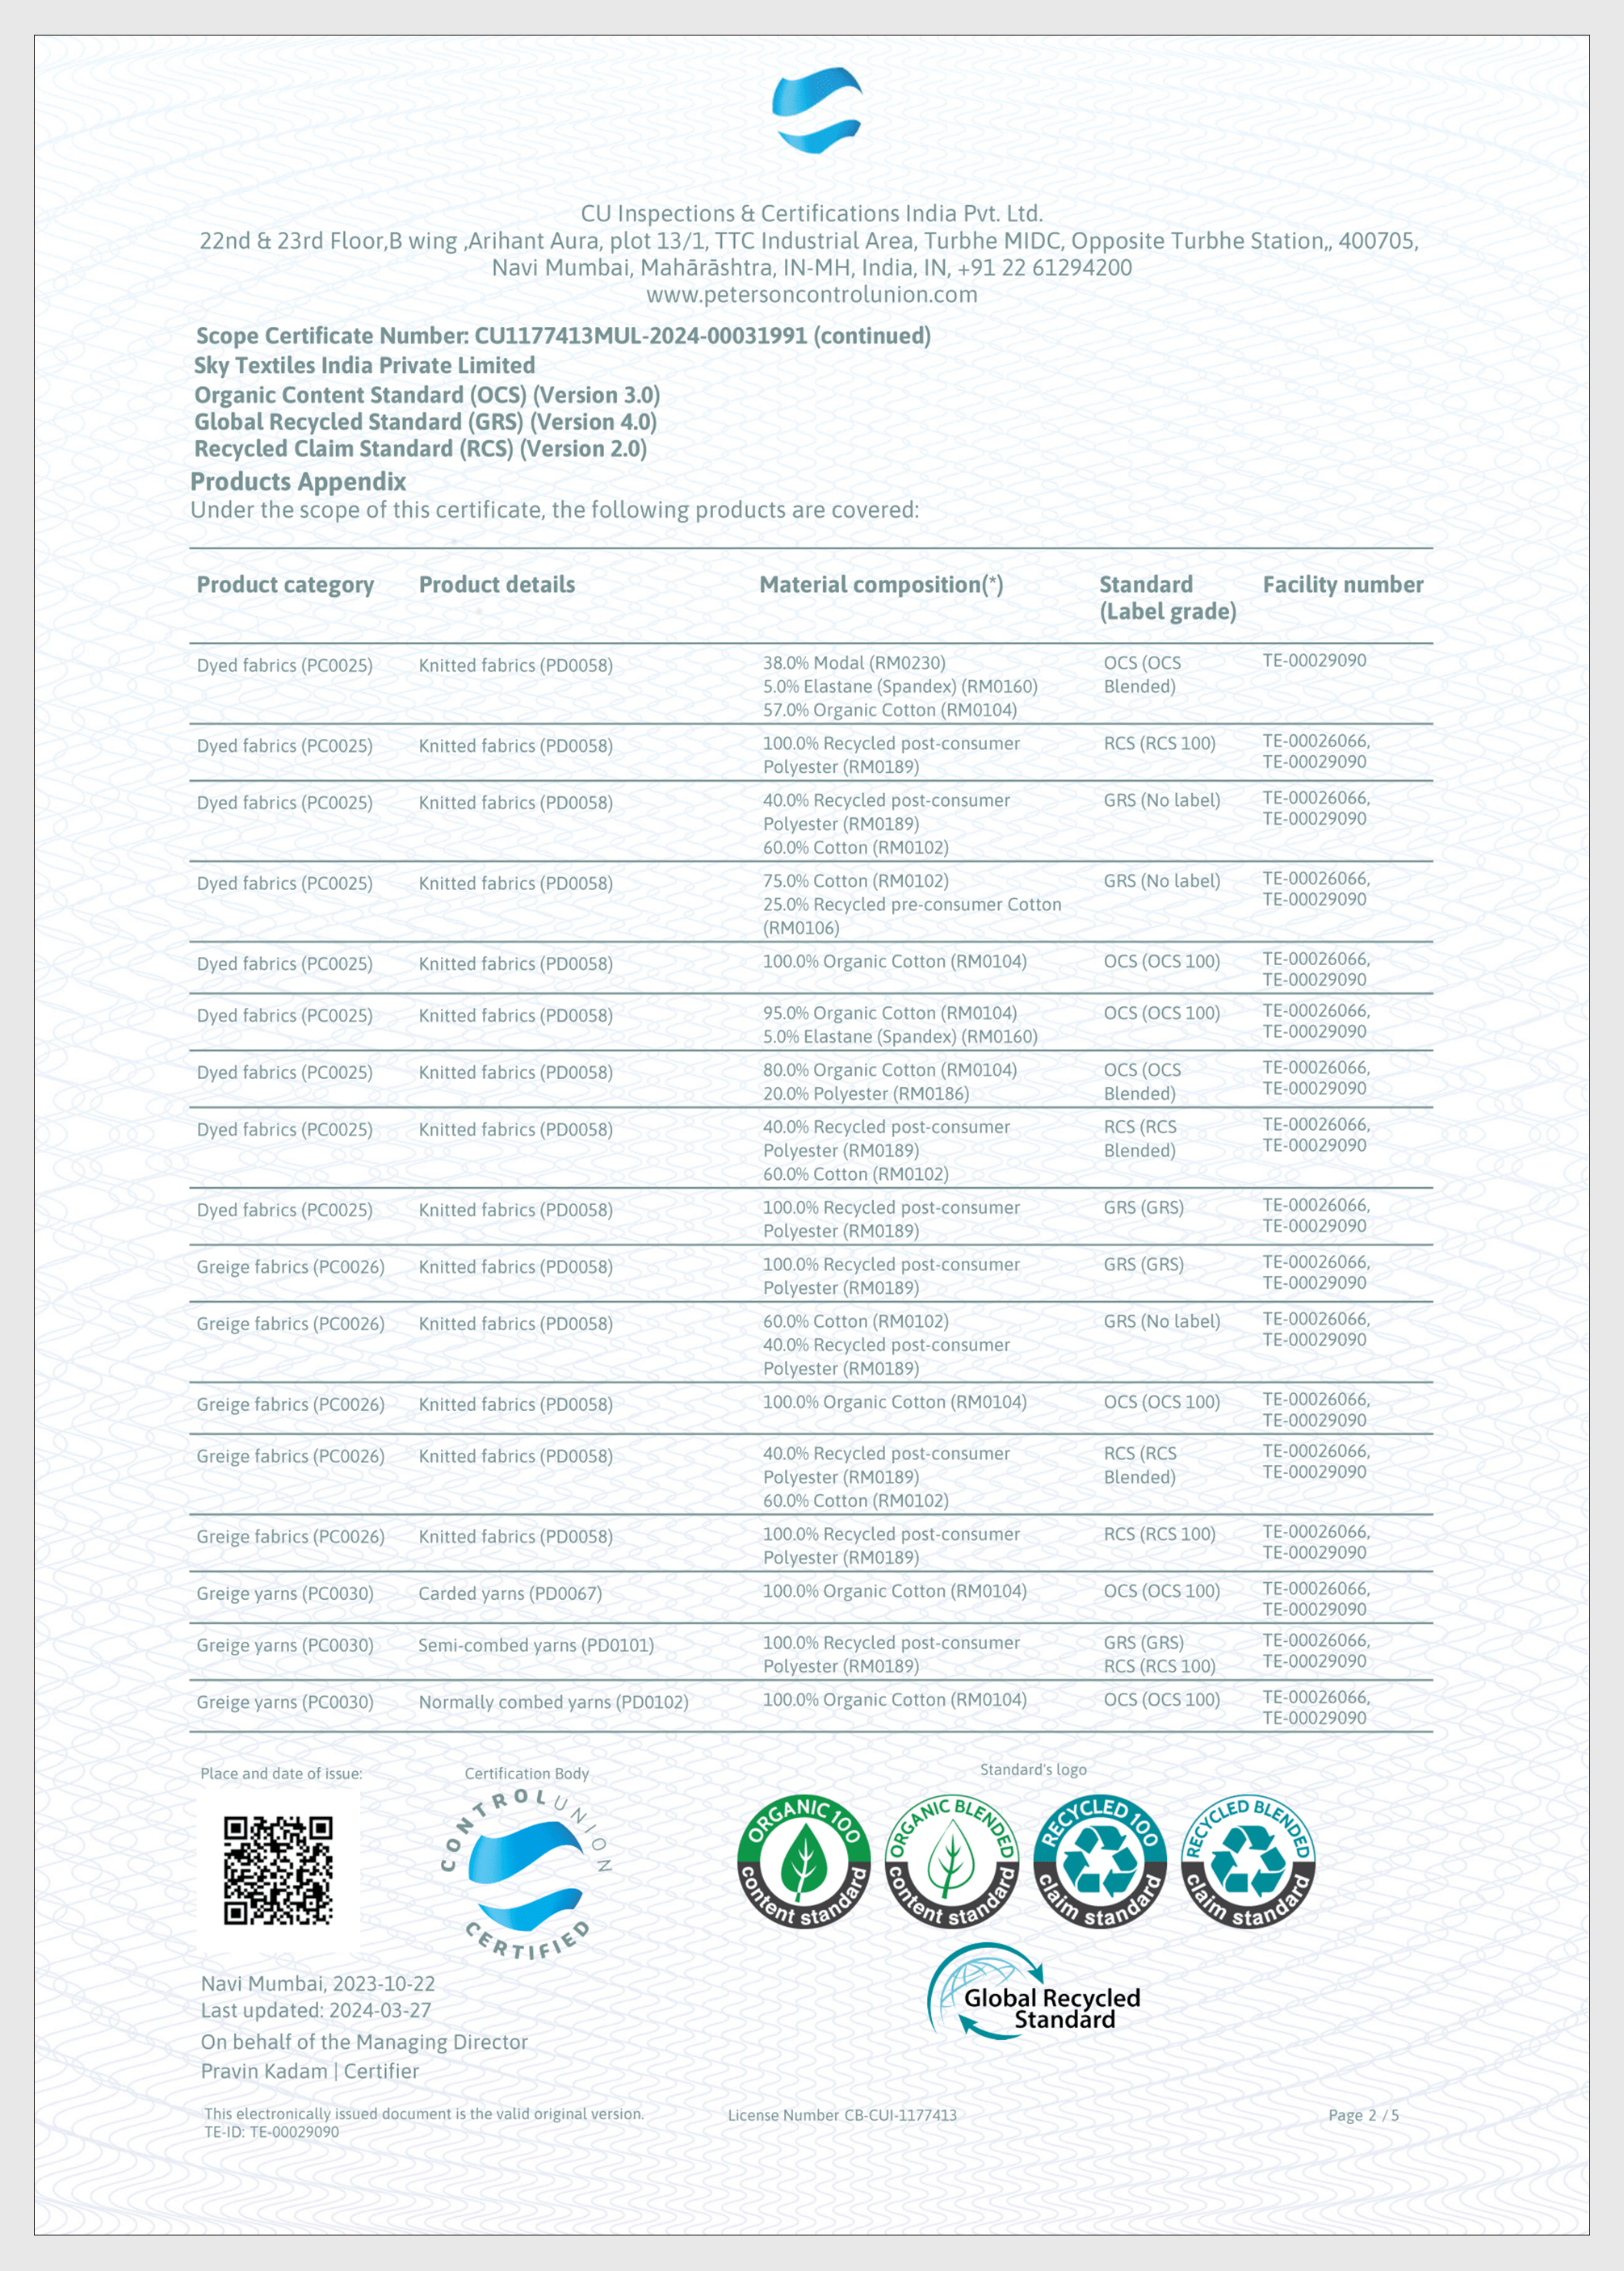 CU Inspections & Certifications India Pvt. Ltd.
22nd & 23rd Floor,B wing ,Arihant Aura, plot 13/1, TTC Industrial Area, Turbhe MIDC, Opposite Turbhe Station,, 400705,
Navi Mumbai, Mahārāshtra, IN-MH, India, IN, +91 22 61294200
www.petersoncontrolunion.com
Scope Certificate Number: CU1177413MUL-2024-00031991 (continued)
Sky Textiles India Private Limited
Organic Content Standard (OCS) (Version 3.0)
Global Recycled Standard (GRS) (Version 4.0)
Recycled Claim Standard (RCS) (Version 2.0)
Products Appendix
Under the scope of this certificate, the following products are covered:
Product category Product details Material composition(*) Standard Facility number
(Label grade)
Dyed fabrics (PC0025) Knitted fabrics (PD0058) 38.0% Modal (RM0230) OCS (OCS TE-00029090
5.0% Elastane (Spandex) (RM0160) Blended)
57.0% Organic Cotton (RM0104)
Dyed fabrics (PC0025) Knitted fabrics (PD0058) 100.0% Recycled post-consumer RCS (RCS 100) TE-00026066,
Polyester (RM0189) TE-00029090
Dyed fabrics (PC0025) Knitted fabrics (PD0058) 40.0% Recycled post-consumer GRS (No label) TE-00026066,
Polyester (RM0189) TE-00029090
60.0% Cotton (RM0102)
Dyed fabrics (PC0025) Knitted fabrics (PD0058) 75.0% Cotton (RM0102) GRS (No label) TE-00026066,
25.0% Recycled pre-consumer Cotton TE-00029090
(RM0106)
Dyed fabrics (PC0025) Knitted fabrics (PD0058) 100.0% Organic Cotton (RM0104) OCS (OCS 100) TE-00026066,
TE-00029090
Dyed fabrics (PC0025) Knitted fabrics (PD0058) 95.0% Organic Cotton (RM0104) OCS (OCS 100) TE-00026066,
5.0% Elastane (Spandex) (RM0160) TE-00029090
Dyed fabrics (PC0025) Knitted fabrics (PD0058) 80.0% Organic Cotton (RM0104) OCS (OCS TE-00026066,
20.0% Polyester (RM0186) Blended) TE-00029090
Dyed fabrics (PC0025) Knitted fabrics (PD0058) 40.0% Recycled post-consumer RCS (RCS TE-00026066,
Polyester (RM0189) Blended) TE-00029090
60.0% Cotton (RM0102)
Dyed fabrics (PC0025) Knitted fabrics (PD0058) 100.0% Recycled post-consumer GRS (GRS) TE-00026066,
Polyester (RM0189) TE-00029090
Greige fabrics (PC0026) Knitted fabrics (PD0058) 100.0% Recycled post-consumer GRS (GRS) TE-00026066,
Polyester (RM0189) TE-00029090
Greige fabrics (PC0026) Knitted fabrics (PD0058) 60.0% Cotton (RM0102) GRS (No label) TE-00026066,
40.0% Recycled post-consumer TE-00029090
Polyester (RM0189)
Greige fabrics (PC0026) Knitted fabrics (PD0058) 100.0% Organic Cotton (RM0104) OCS (OCS 100) TE-00026066,
TE-00029090
Greige fabrics (PC0026) Knitted fabrics (PD0058) 40.0% Recycled post-consumer RCS (RCS TE-00026066,
Polyester (RM0189) Blended) TE-00029090
60.0% Cotton (RM0102)
Greige fabrics (PC0026) Knitted fabrics (PD0058) 100.0% Recycled post-consumer RCS (RCS 100) TE-00026066,
Polyester (RM0189) TE-00029090
Greige yarns (PC0030) Carded yarns (PD0067) 100.0% Organic Cotton (RM0104) OCS (OCS 100) TE-00026066,
TE-00029090
Greige yarns (PC0030) Semi-combed yarns (PD0101) 100.0% Recycled post-consumer GRS (GRS) TE-00026066,
Polyester (RM0189) RCS (RCS 100) TE-00029090
Greige yarns (PC0030) Normally combed yarns (PD0102) 100.0% Organic Cotton (RM0104) OCS (OCS 100) TE-00026066,
TE-00029090
Place and date of issue: Certification Body Standard's logo
CONTROLUNION
CERTIFIED
ORGANIC 100
content standard
ORGANIC BLENDED
content standard
RECYCLED 100
claim standard
RECYCLED BLENDED
claim standard
Global Recycled
Standard
Navi Mumbai, 2023-10-22
Last updated: 2024-03-27
On behalf of the Managing Director
Pravin Kadam | Certifier
This electronically issued document is the valid original version. License Number CB-CUI-1177413 Page 2 / 5
TE-ID: TE-00029090